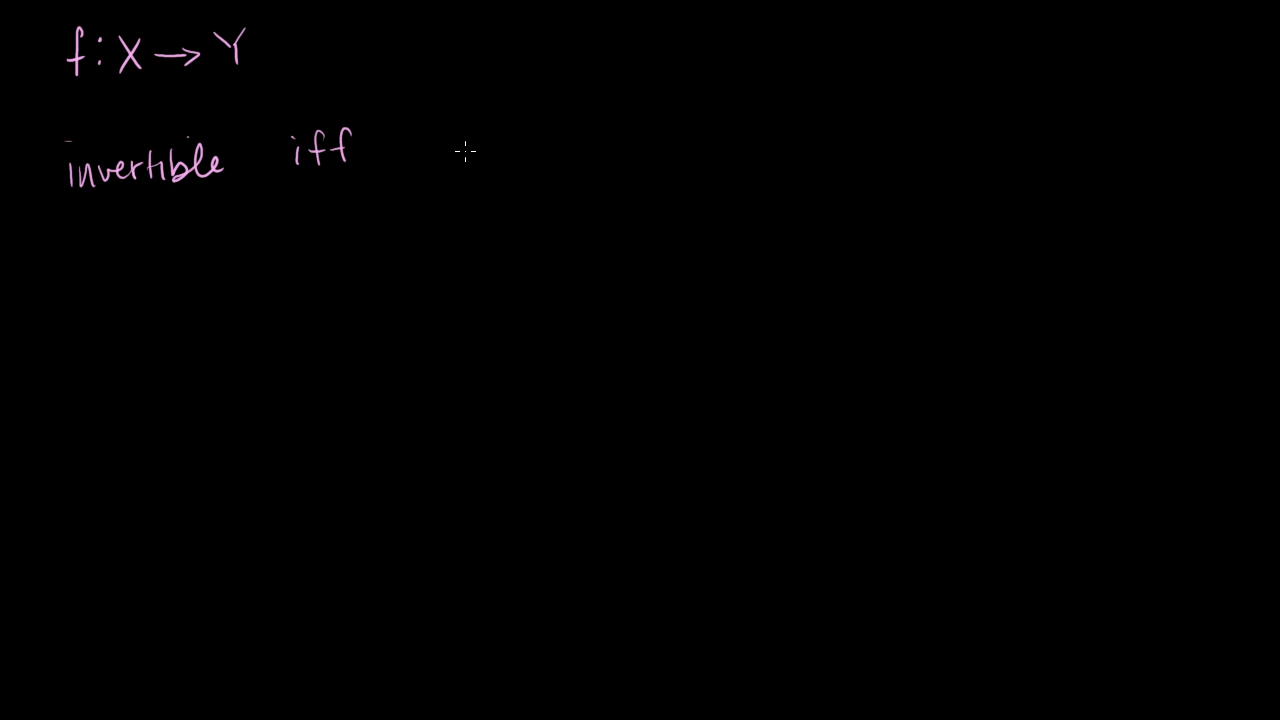 f: X → Y
invertible iff